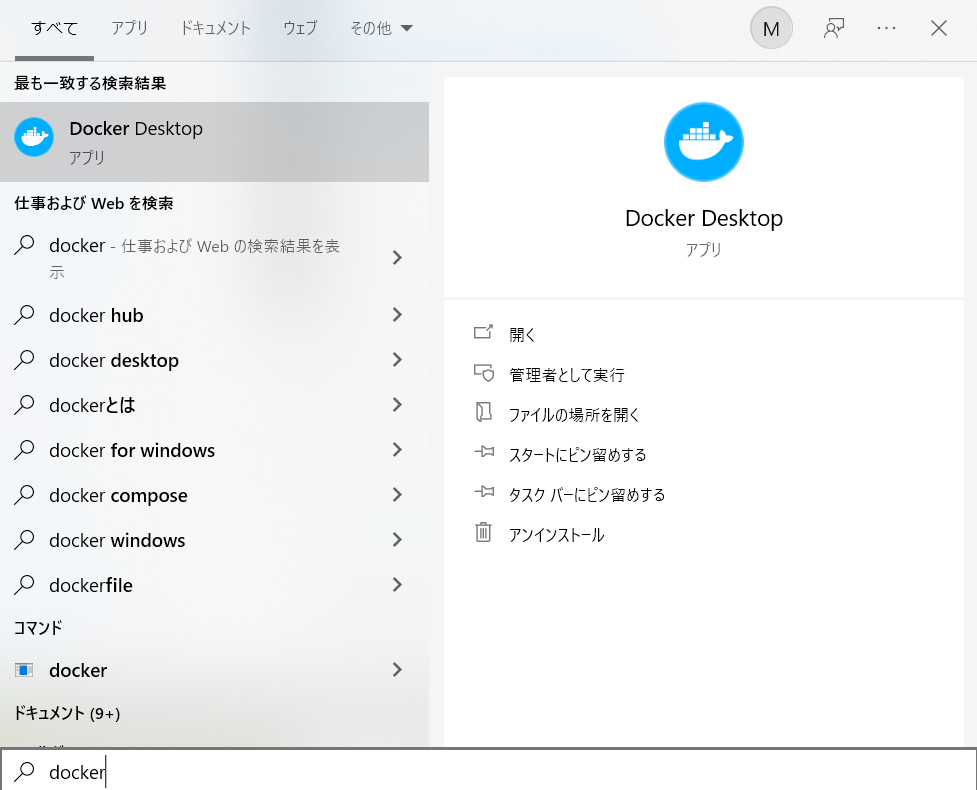 すべて アプリ ドキュメント ウェブ その他 M
最も一致する検索結果
Docker Desktop
アプリ
仕事および Web を検索
docker - 仕事および Web の検索結果を表
示
docker hub
docker desktop
dockerとは
docker for windows
docker compose
docker windows
dockerfile
コマンド
docker
ドキュメント (9+)
docker
Docker Desktop
アプリ
開く
管理者として実行
ファイルの場所を開く
スタートにピン留めする
タスク バーにピン留めする
アンインストール